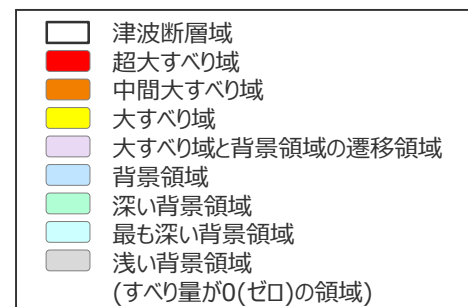 津波断層域
超大すべり域
中間大すべり域
大すべり域
大すべり域と背景領域の遷移領域
背景領域
深い背景領域
最も深い背景領域
浅い背景領域
(すべり量が0(ゼロ)の領域)